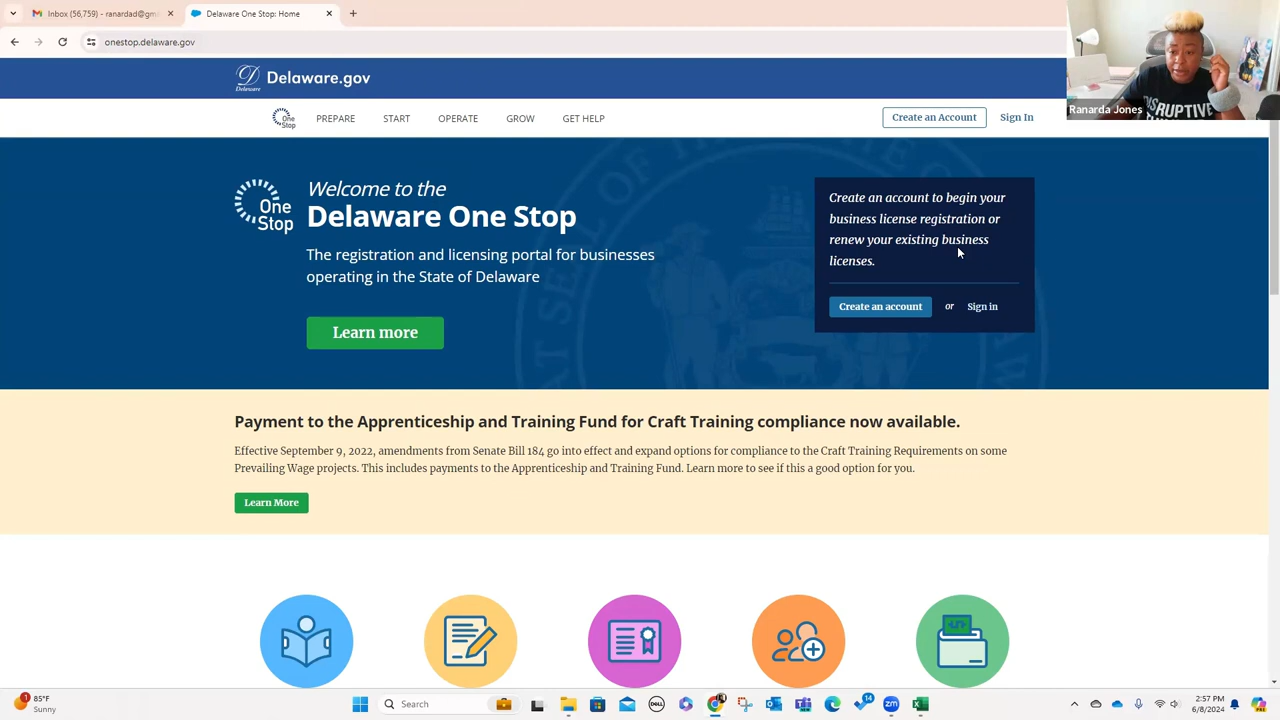 Inbox (56,759) - ranardad@gm
Delaware One Stop: Home
onestop.delaware.gov
Delaware.gov
One Stop
PREPARE START OPERATE GROW GET HELP
Create an Account Sign In
Ranarda Jones
DISRUPTIVE
Welcome to the
Delaware One Stop
One
Stop
The registration and licensing portal for businesses
operating in the State of Delaware
Learn more
Create an account to begin your
business license registration or
renew your existing business
licenses.
Create an account or Sign in
Payment to the Apprenticeship and Training Fund for Craft Training compliance now available.
Effective September 9, 2022, amendments from Senate Bill 184 go into effect and expand options for compliance to the Craft Training Requirements on some
Prevailing Wage projects. This includes payments to the Apprenticeship and Training Fund. Learn more to see if this a good option for you.
Learn More
85°F
Sunny
Search
DELL
14
2:57 PM
6/8/2024